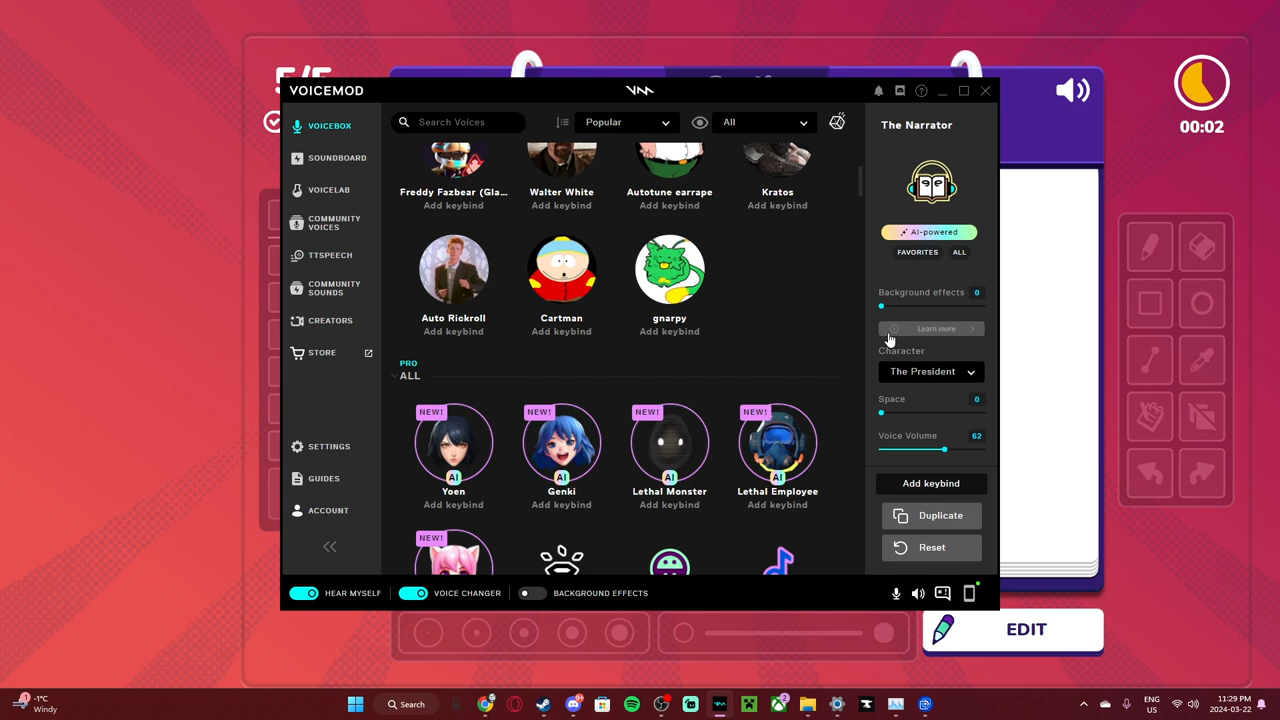 5/5
00:02
EDIT
VOICEMOD
VOICEBOX
SOUNDBOARD
VOICELAB
COMMUNITY
VOICES
TTSPEECH
COMMUNITY
SOUNDS
CREATORS
STORE
SETTINGS
GUIDES
ACCOUNT
Search Voices
Popular
All
Freddy Fazbear (Gla...
Walter White
Autotune earrape
Kratos
Add keybind
Add keybind
Add keybind
Add keybind
Auto Rickroll
Cartman
gnarpy
Add keybind
Add keybind
Add keybind
PRO
ALL
NEW!
NEW!
NEW!
NEW!
AI
AI
AI
AI
Yoen
Genki
Lethal Monster
Lethal Employee
Add keybind
Add keybind
Add keybind
Add keybind
NEW!
The Narrator
AI-powered
FAVORITES
ALL
Background effects 0
Learn more
Character
The President
Space 0
Voice Volume 62
Add keybind
Duplicate
Reset
HEAR MYSELF
VOICE CHANGER
BACKGROUND EFFECTS
1
-1°C
Windy
Search
9+
2
ENG
US
11:29 PM
2024-03-22